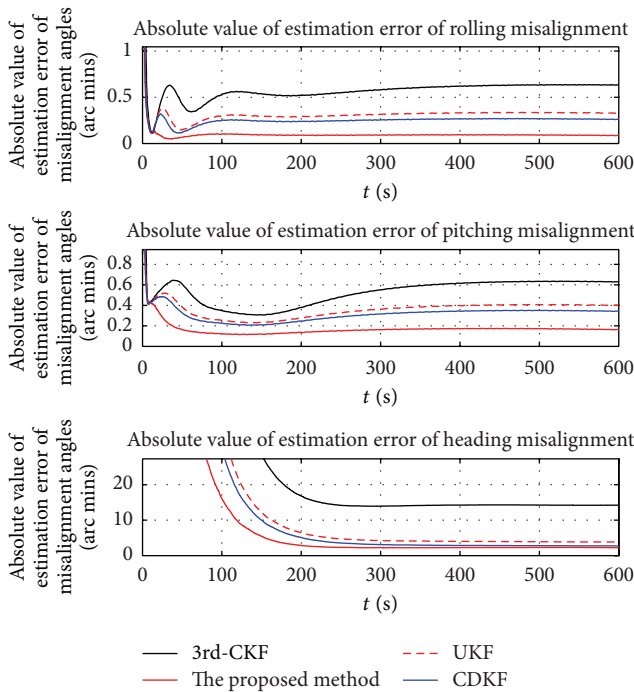 Absolute value of estimation error of rolling misalignment
Absolute value of
estimation error of
misalignment angles
(arc mins)
1
0.5
0
0 100 200 300 400 500 600
t (s)
Absolute value of estimation error of pitching misalignment
Absolute value of
estimation error of
misalignment angles
(arc mins)
0.8
0.6
0.4
0.2
0
0 100 200 300 400 500 600
t (s)
Absolute value of estimation error of heading misalignment
Absolute value of
estimation error of
misalignment angles
(arc mins)
20
10
0
0 100 200 300 400 500 600
t (s)
3rd-CKF UKF
The proposed method CDKF